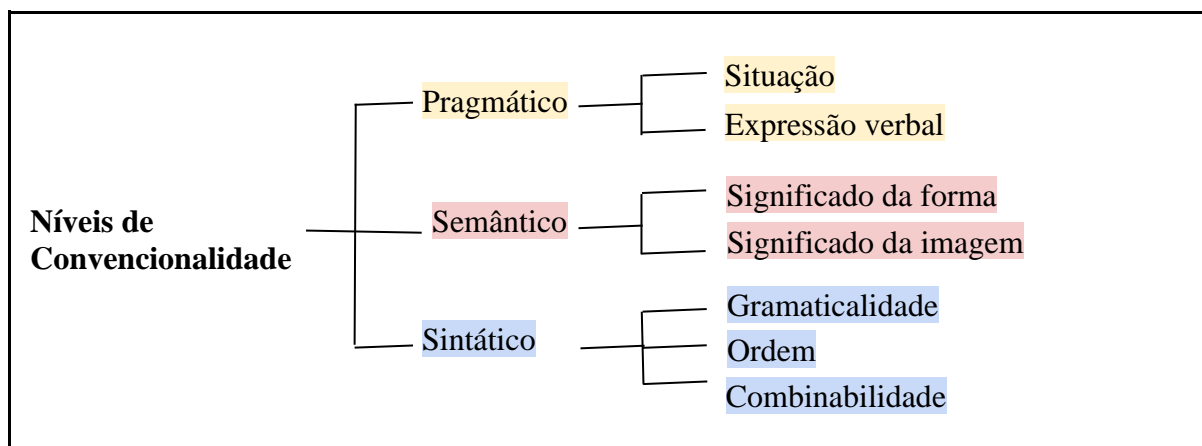 Níveis de
Convencionalidade
Pragmático
Situação
Expressão verbal
Semântico
Significado da forma
Significado da imagem
Sintático
Gramaticalidade
Ordem
Combinabilidade